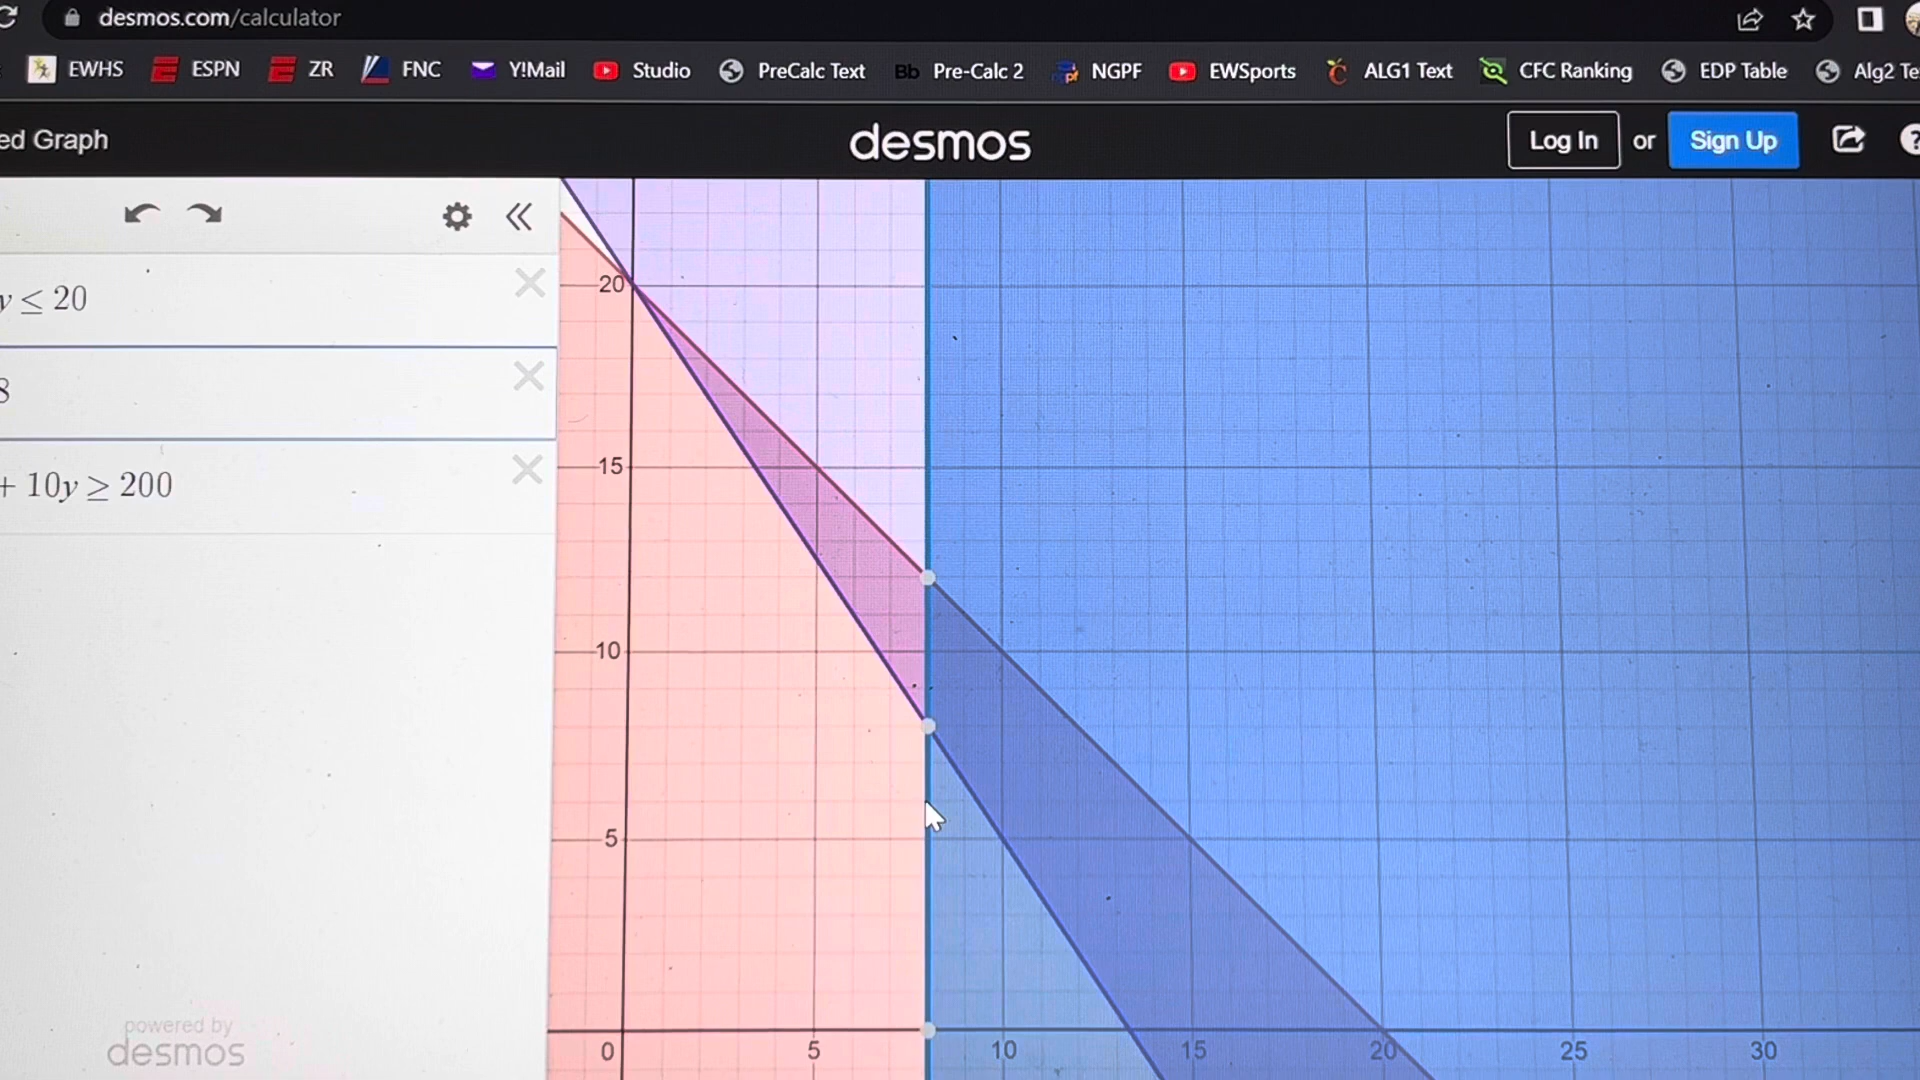 desmos.com/calculator
EWHS ESPN ZR FNC Y!Mail Studio PreCalc Text Bb Pre-Calc 2 NGPF EWSports ALG1 Text CFC Ranking EDP Table Alg2 Te
ed Graph desmos Log In or Sign Up
y ≤ 20
8
+ 10y ≥ 200
20
15
10
5
0 5 10 15 20 25 30
powered by
desmos